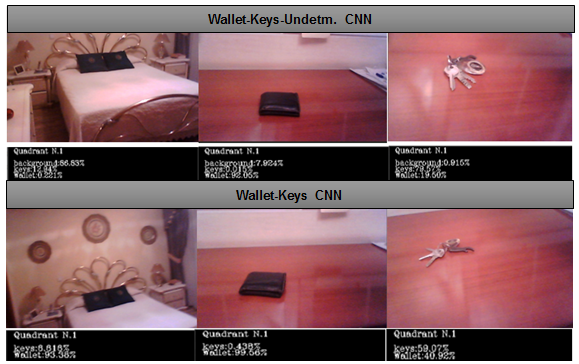 Wallet-Keys-Undetm. CNN
Quadrant N.1
background:86.83%
keys:12.94%
Wallet:0.221%
Quadrant N.1
background:7.924%
keys:0.015%
Wallet:92.06%
Quadrant N.1
background:0.915%
keys:79.57%
Wallet:19.50%
Wallet-Keys CNN
Quadrant N.1
keys:6.616%
Wallet:93.38%
Quadrant N.1
keys:0.438%
Wallet:99.56%
Quadrant N.1
keys:59.07%
Wallet:40.92%